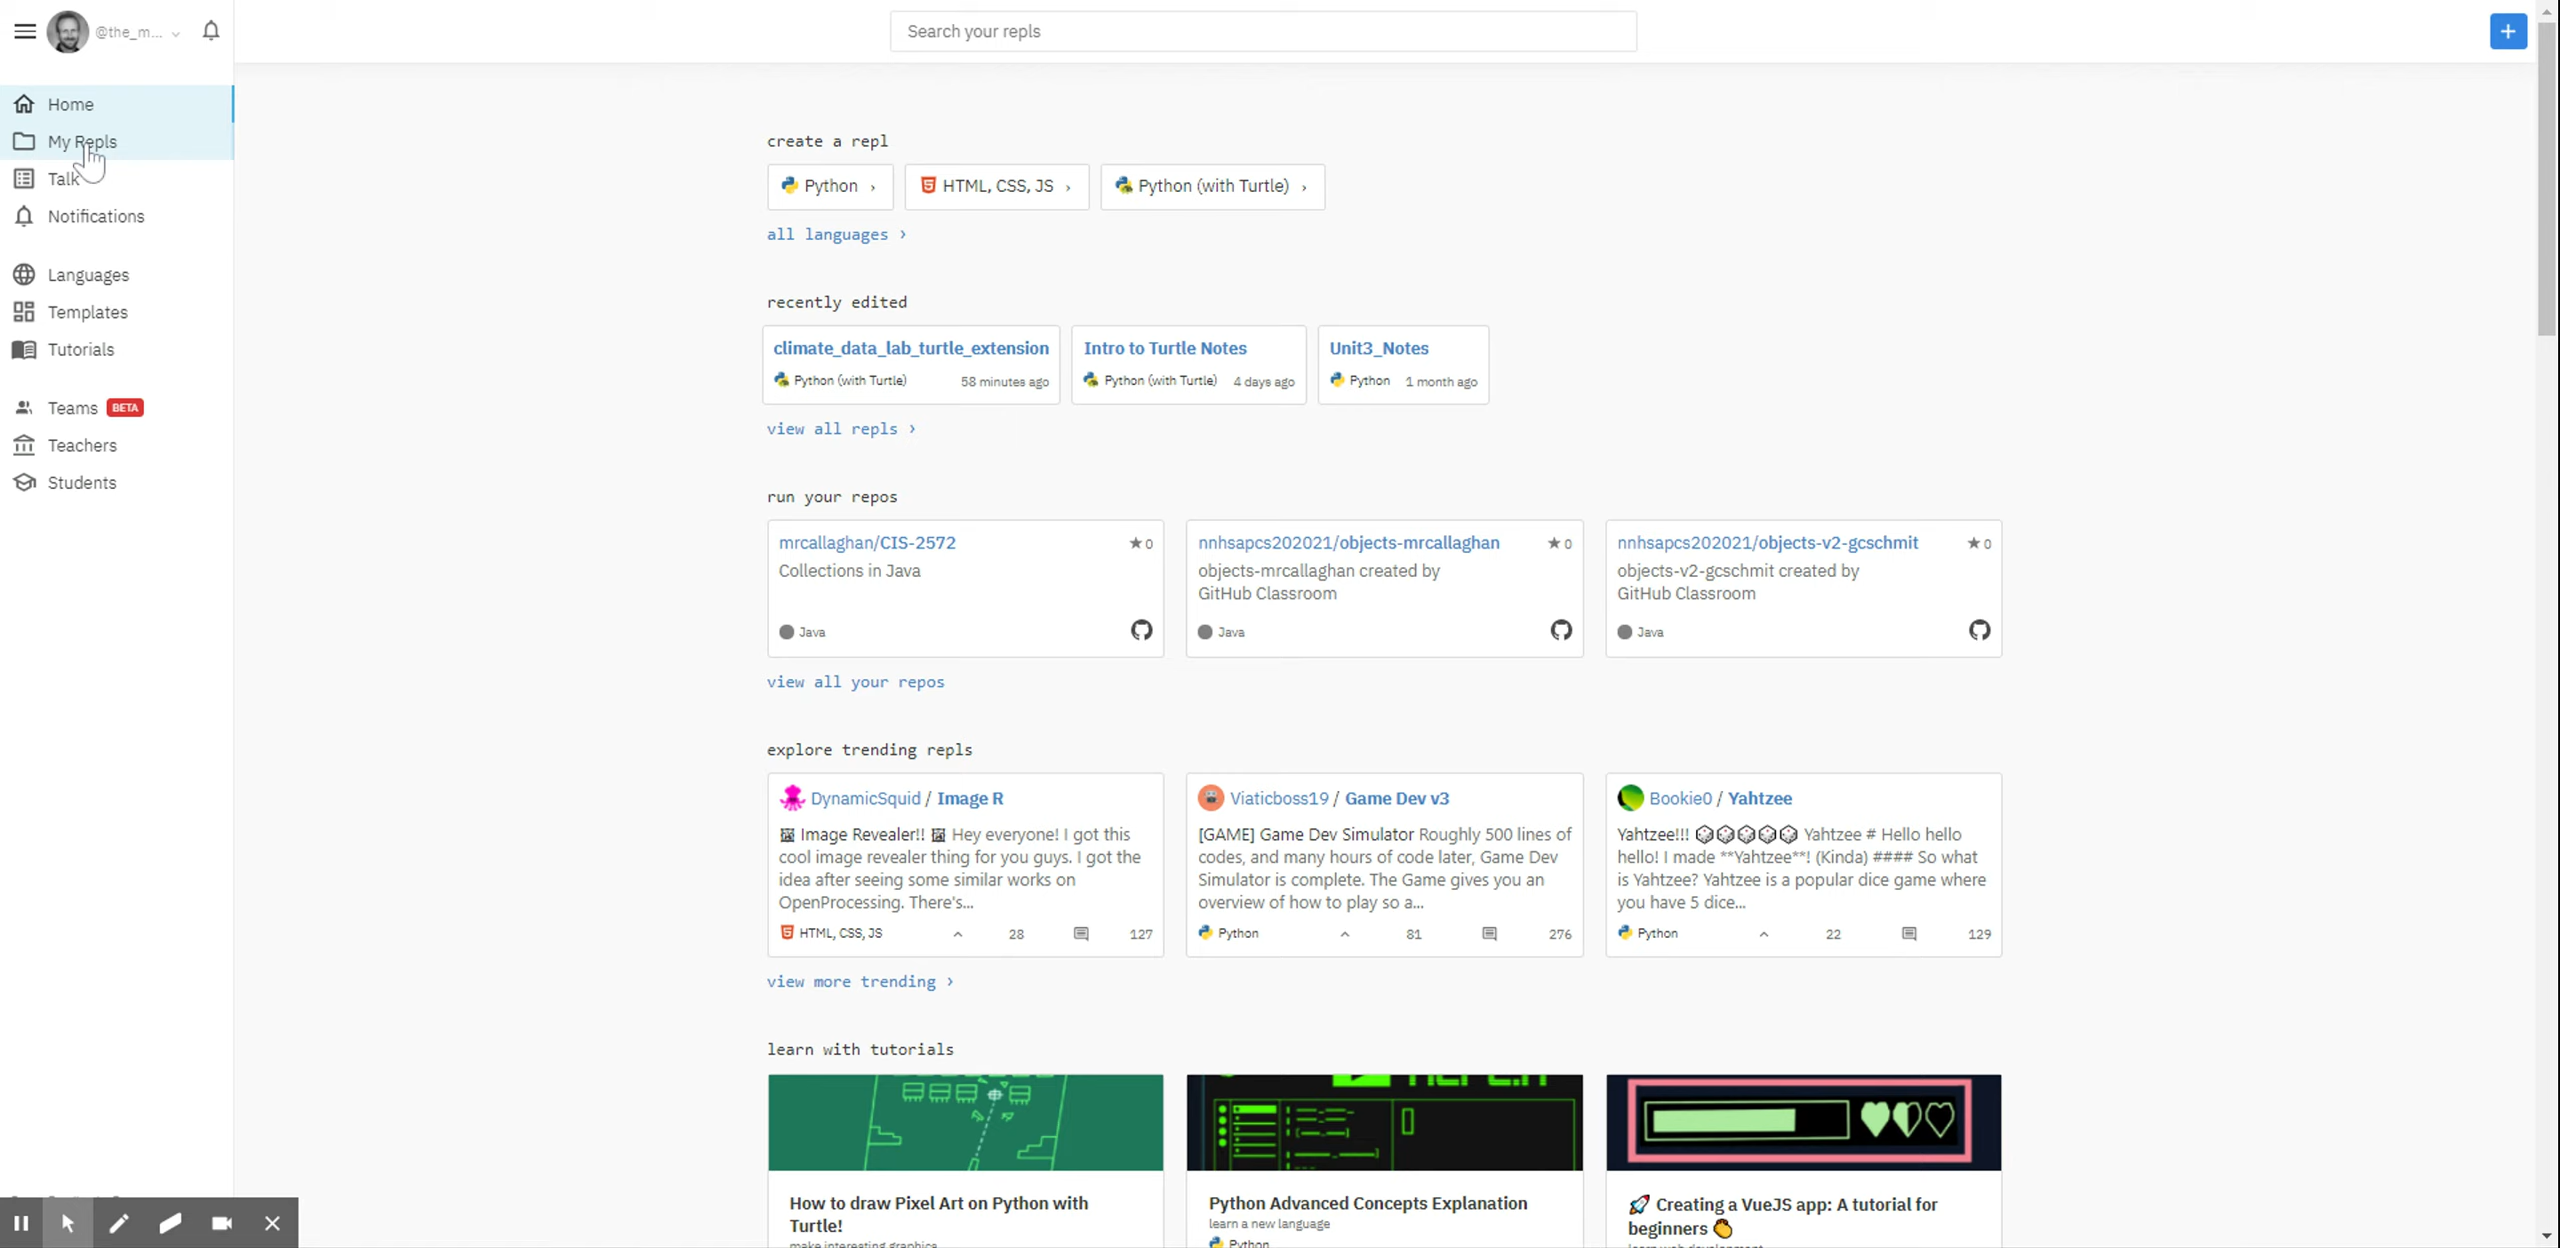 @the_m...
Search your repls
+
Home
My Repls
Talk
Notifications
Languages
Templates
Tutorials
Teams BETA
Teachers
Students
create a repl
Python ›
HTML, CSS, JS ›
Python (with Turtle) ›
all languages ›
recently edited
climate_data_lab_turtle_extension
Python (with Turtle) 58 minutes ago
Intro to Turtle Notes
Python (with Turtle) 4 days ago
Unit3_Notes
Python 1 month ago
view all repls ›
run your repos
mrcallaghan/CIS-2572 ★0
Collections in Java
Java
nnhsapcs202021/objects-mrcallaghan ★0
objects-mrcallaghan created by
GitHub Classroom
Java
nnhsapcs202021/objects-v2-gcschmit ★0
objects-v2-gcschmit created by
GitHub Classroom
Java
view all your repos
explore trending repls
DynamicSquid / Image R
🖼 Image Revealer!! 🖼 Hey everyone! I got this
cool image revealer thing for you guys. I got the
idea after seeing some similar works on
OpenProcessing. There's...
HTML, CSS, JS 28 127
Viaticboss19 / Game Dev v3
[GAME] Game Dev Simulator Roughly 500 lines of
codes, and many hours of code later, Game Dev
Simulator is complete. The Game gives you an
overview of how to play so a...
Python 81 276
Bookie0 / Yahtzee
Yahtzee!!! 🎲🎲🎲🎲🎲 Yahtzee # Hello hello
hello! I made **Yahtzee**! (Kinda) #### So what
is Yahtzee? Yahtzee is a popular dice game where
you have 5 dice...
Python 22 129
view more trending ›
learn with tutorials
How to draw Pixel Art on Python with
Turtle!
make interesting graphics
Python Advanced Concepts Explanation
learn a new language
Python
🚀 Creating a VueJS app: A tutorial for
beginners 👏